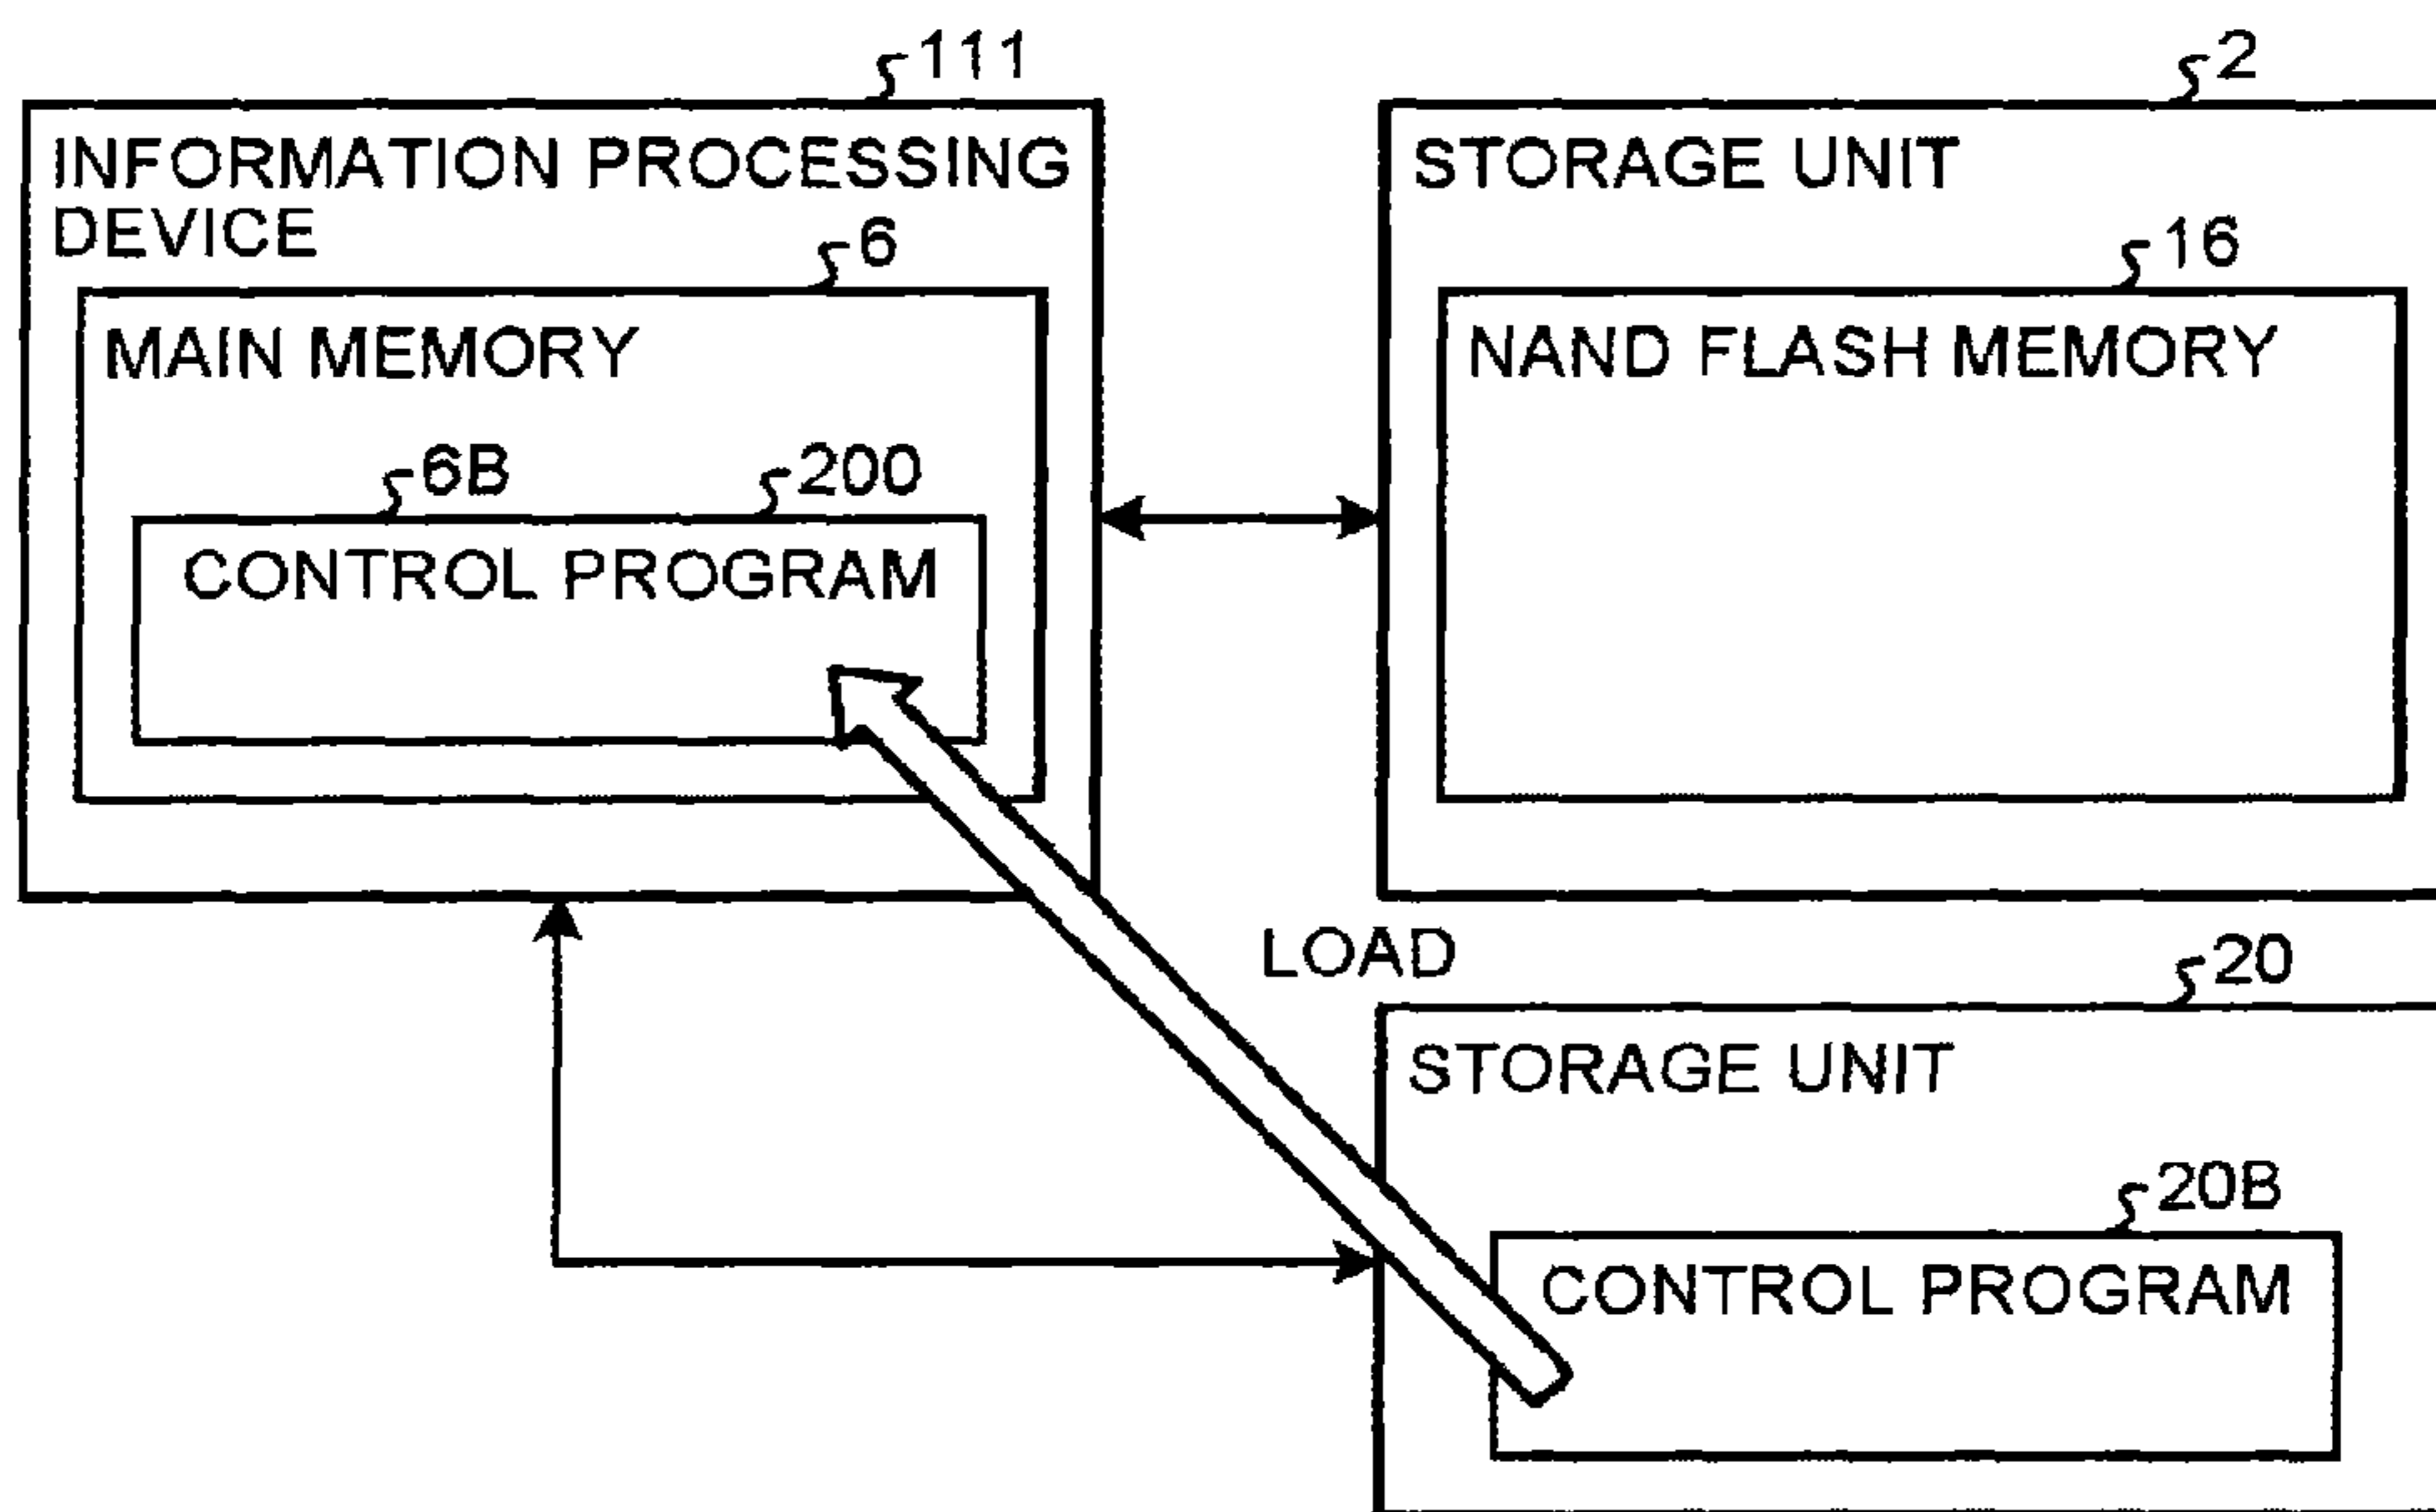 111
INFORMATION PROCESSING
DEVICE
6
MAIN MEMORY
6B
200
CONTROL PROGRAM
2
STORAGE UNIT
16
NAND FLASH MEMORY
LOAD
20
STORAGE UNIT
20B
CONTROL PROGRAM